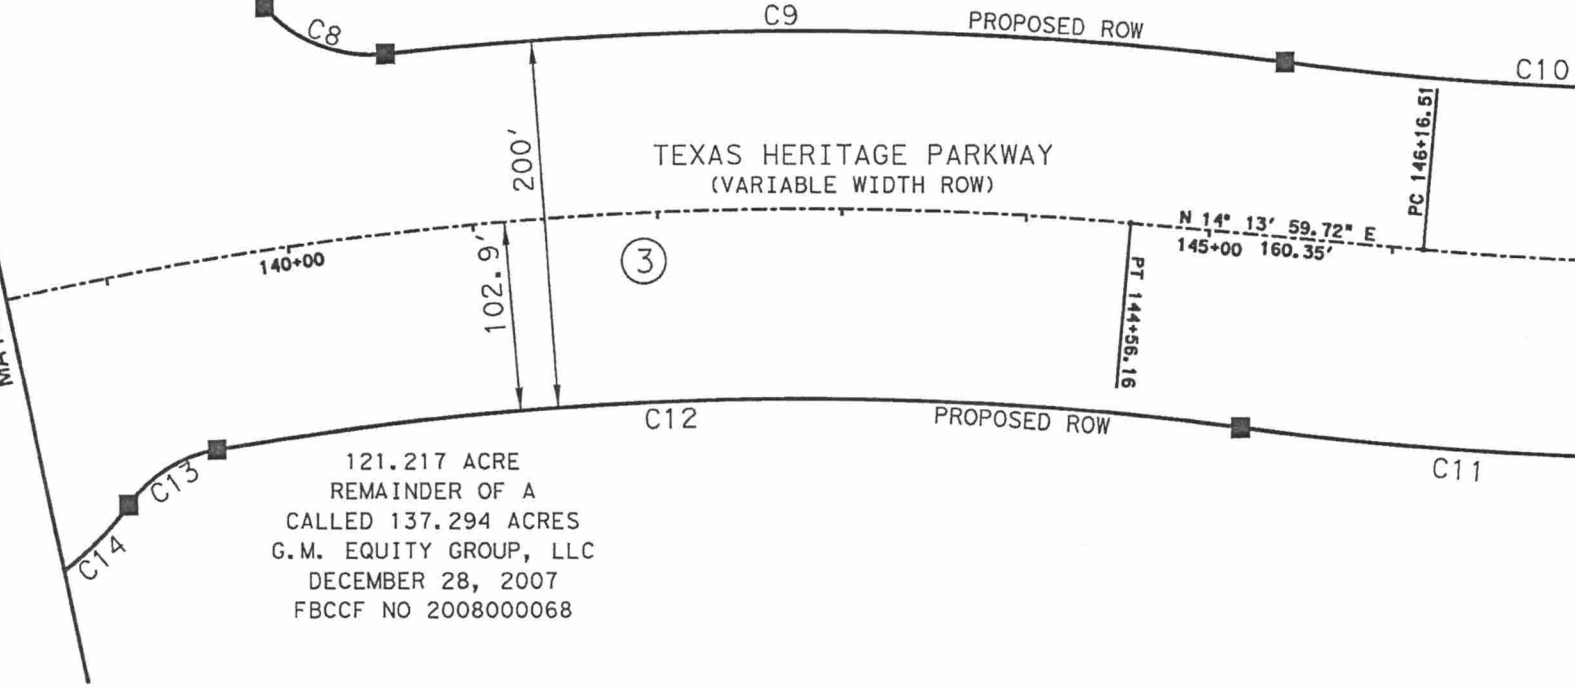 C8
C9
PROPOSED ROW
C10
200'
TEXAS HERITAGE PARKWAY
(VARIABLE WIDTH ROW)
PC 146+16.51
N 14° 13' 59.72" E
145+00 160.35'
140+00
102.9'
3
PT 144+56.16
C12
PROPOSED ROW
C11
C13
C14
121.217 ACRE
REMAINDER OF A
CALLED 137.294 ACRES
G.M. EQUITY GROUP, LLC
DECEMBER 28, 2007
FBCCF NO 2008000068